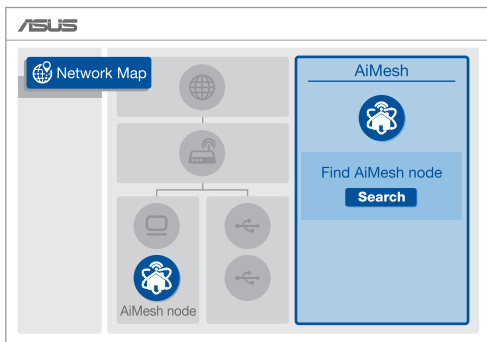 ASUS
Network Map
AiMesh
Find AiMesh node
Search
AiMesh node